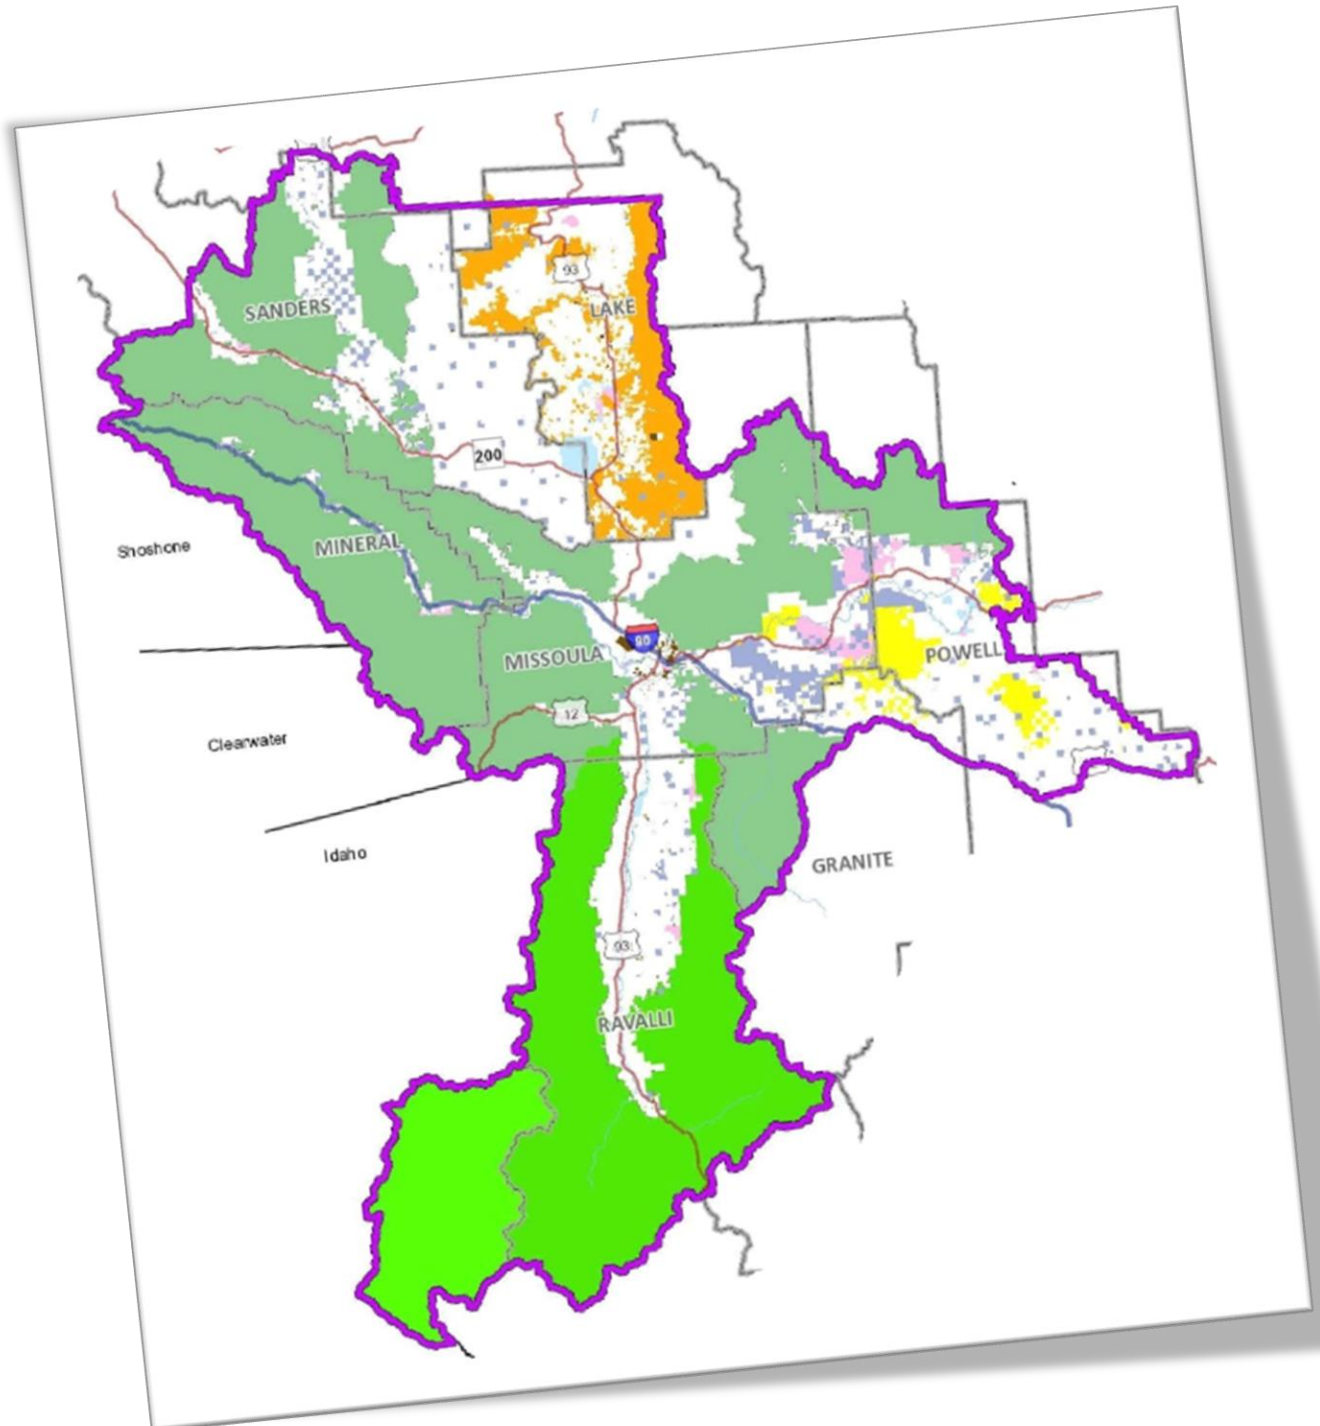 93
SANDERS
LAKE
200
Shoshone
MINERAL
90
MISSOULA
POWELL
12
Clearwater
Idaho
GRANITE
93
RAVALLI